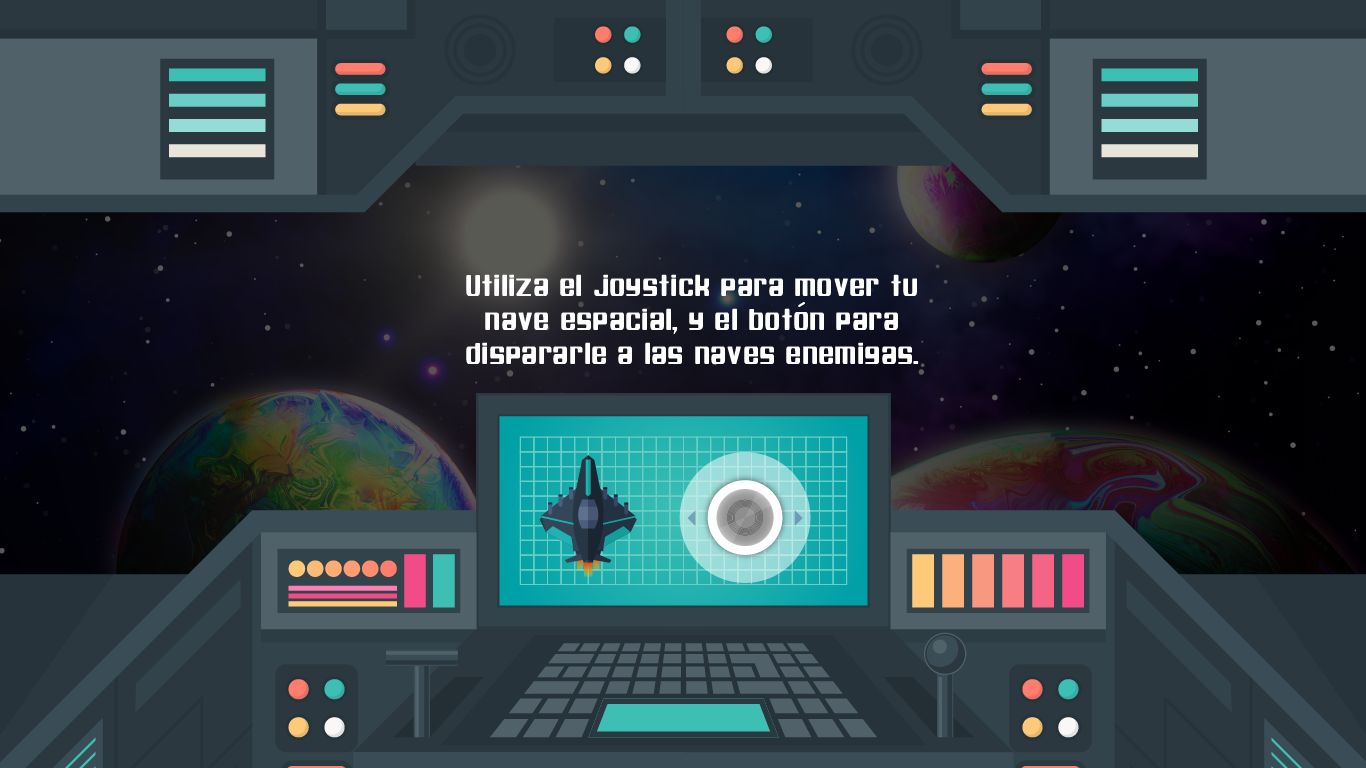 Utiliza el joystick para mover tu
nave espacial, y el botón para
dispararle a las naves enemigas.